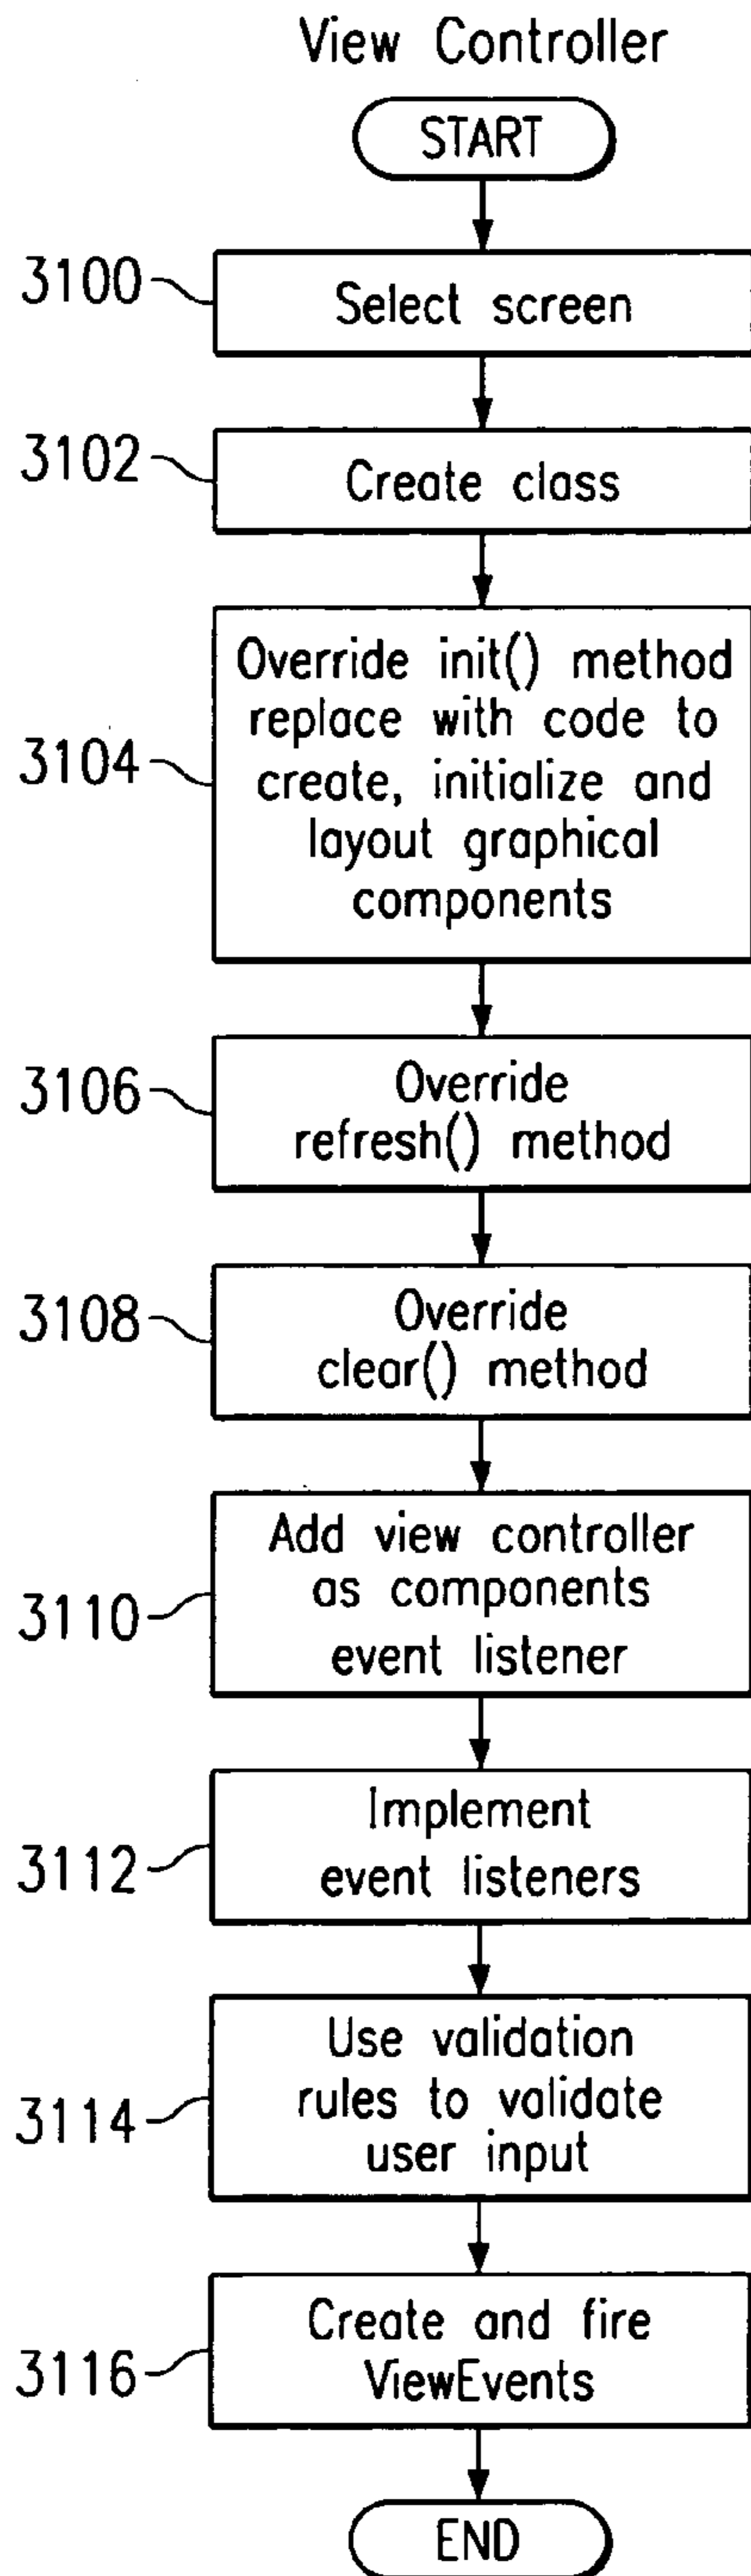 View Controller
START
3100
Select screen
3102
Create class
3104
Override init() method
replace with code to
create, initialize and
layout graphical
components
3106
Override
refresh() method
3108
Override
clear() method
3110
Add view controller
as components
event listener
3112
Implement
event listeners
3114
Use validation
rules to validate
user input
3116
Create and fire
ViewEvents
END